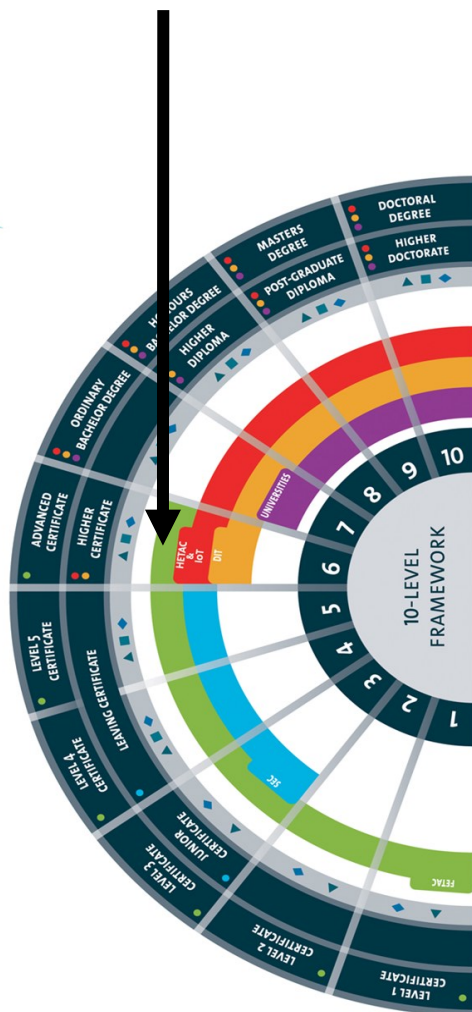 DOCTORAL
DEGREE
HIGHER
DOCTORATE
MASTERS
DEGREE
POST-GRADUATE
DIPLOMA
HONOURS
BACHELOR DEGREE
HIGHER
DIPLOMA
ORDINARY
BACHELOR DEGREE
ADVANCED
CERTIFICATE
HIGHER
CERTIFICATE
LEVEL 5
CERTIFICATE
LEAVING CERTIFICATE
LEVEL 4
CERTIFICATE
JUNIOR
CERTIFICATE
LEVEL 3
CERTIFICATE
LEVEL 2
CERTIFICATE
LEVEL 1
CERTIFICATE
UNIVERSITIES
DIT
HETAC
&
IoT
SEC
FETAC
10
9
8
7
6
5
4
3
2
1
10-LEVEL
FRAMEWORK